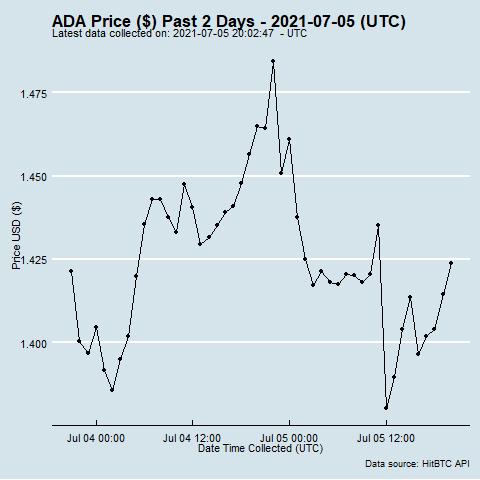 ADA Price ($) Past 2 Days - 2021-07-05 (UTC)
Latest data collected on: 2021-07-05 20:02:47 - UTC
Price USD ($)
1.475
1.450
1.425
1.400
Jul 04 00:00 Jul 04 12:00 Jul 05 00:00 Jul 05 12:00
Date Time Collected (UTC)
Data source: HitBTC API